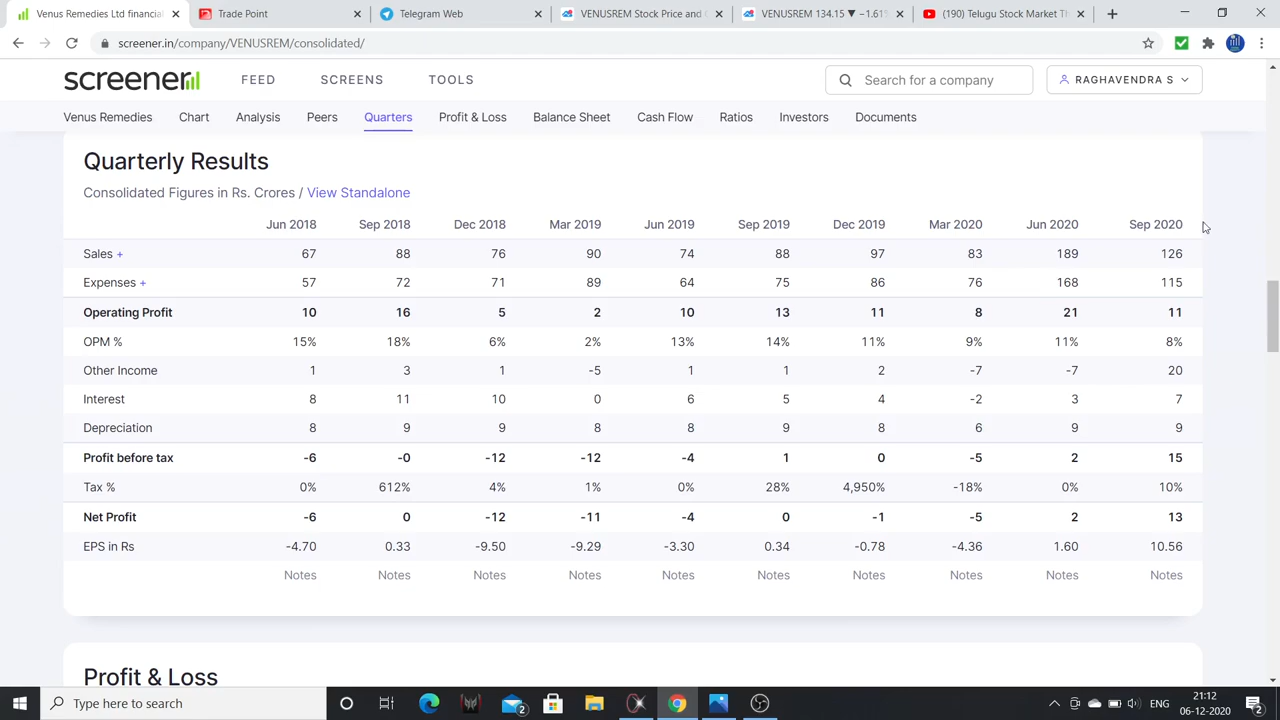 Venus Remedies Ltd financial
Trade Point
Telegram Web
VENUSREM Stock Price and C
VENUSREM 134.15 ▼ −1.61%
(190) Telugu Stock Market T
screener.in/company/VENUSREM/consolidated/
screener
FEED SCREENS TOOLS
Search for a company
RAGHAVENDRA S
Venus Remedies Chart Analysis Peers Quarters Profit & Loss Balance Sheet Cash Flow Ratios Investors Documents
Quarterly Results
Consolidated Figures in Rs. Crores / View Standalone
Jun 2018 Sep 2018 Dec 2018 Mar 2019 Jun 2019 Sep 2019 Dec 2019 Mar 2020 Jun 2020 Sep 2020
Sales + 67 88 76 90 74 88 97 83 189 126
Expenses + 57 72 71 89 64 75 86 76 168 115
Operating Profit 10 16 5 2 10 13 11 8 21 11
OPM % 15% 18% 6% 2% 13% 14% 11% 9% 11% 8%
Other Income 1 3 1 -5 1 1 2 -7 -7 20
Interest 8 11 10 0 6 5 4 -2 3 7
Depreciation 8 9 9 8 8 9 8 6 9 9
Profit before tax -6 -0 -12 -12 -4 1 0 -5 2 15
Tax % 0% 612% 4% 1% 0% 28% 4,950% -18% 0% 10%
Net Profit -6 0 -12 -11 -4 0 -1 -5 2 13
EPS in Rs -4.70 0.33 -9.50 -9.29 -3.30 0.34 -0.78 -4.36 1.60 10.56
Notes Notes Notes Notes Notes Notes Notes Notes Notes Notes
Profit & Loss
Type here to search
2
ENG
21:12
06-12-2020
2